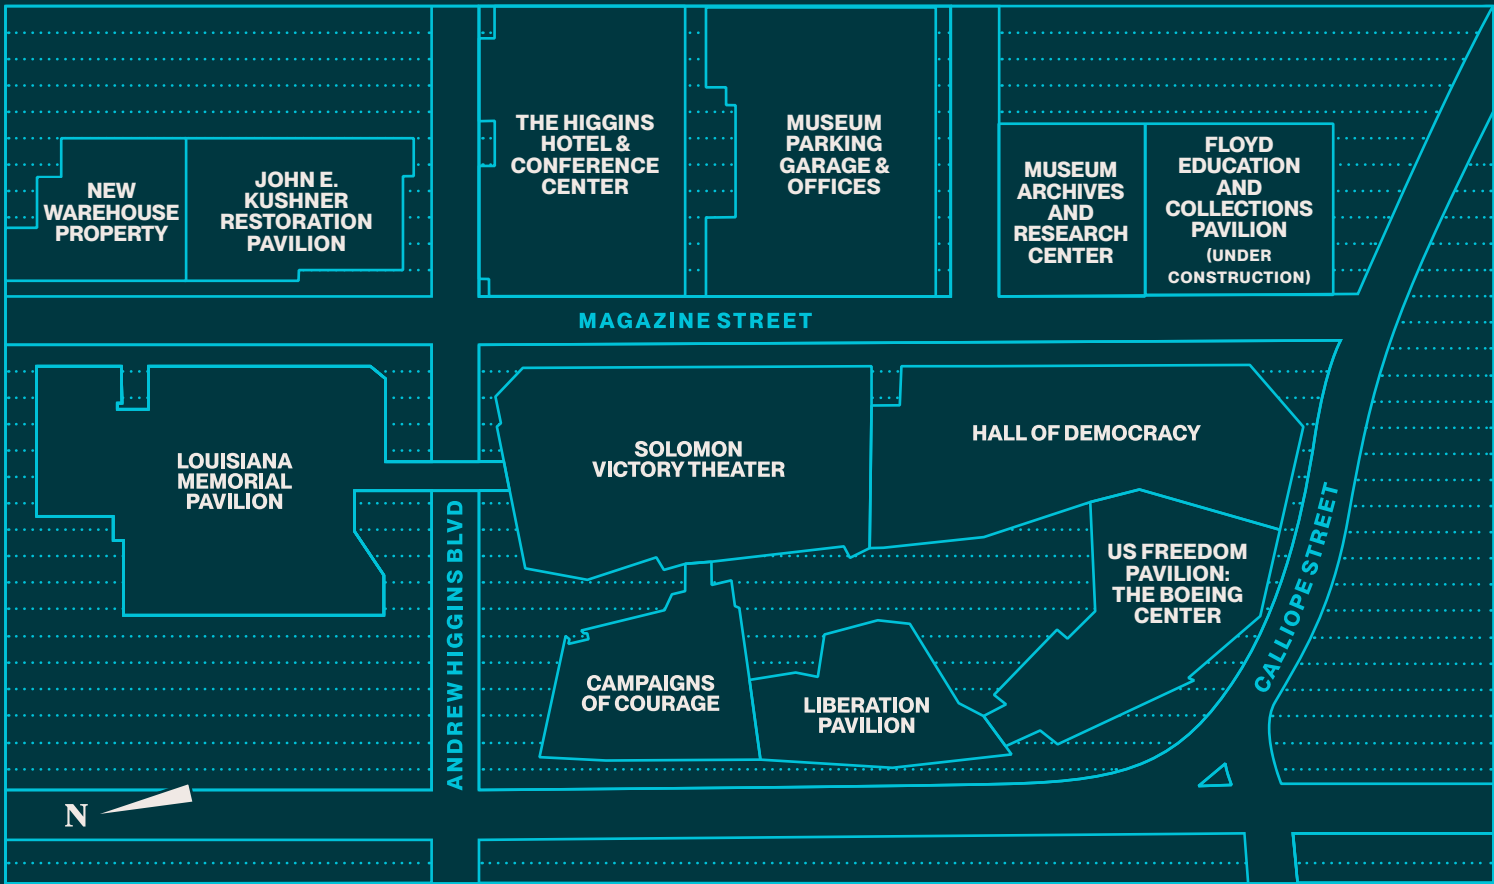 THE HIGGINS
HOTEL &
CONFERENCE
CENTER
MUSEUM
PARKING
GARAGE &
OFFICES
NEW
WAREHOUSE
PROPERTY
JOHN E.
KUSHNER
RESTORATION
PAVILION
MUSEUM
ARCHIVES
AND
RESEARCH
CENTER
FLOYD
EDUCATION
AND
COLLECTIONS
PAVILION
(UNDER
CONSTRUCTION)
MAGAZINE STREET
LOUISIANA
MEMORIAL
PAVILION
SOLOMON
VICTORY THEATER
HALL OF DEMOCRACY
ANDREW HIGGINS BLVD
US FREEDOM
PAVILION:
THE BOEING
CENTER
CALLIOPE STREET
CAMPAIGNS
OF COURAGE
LIBERATION
PAVILION
N